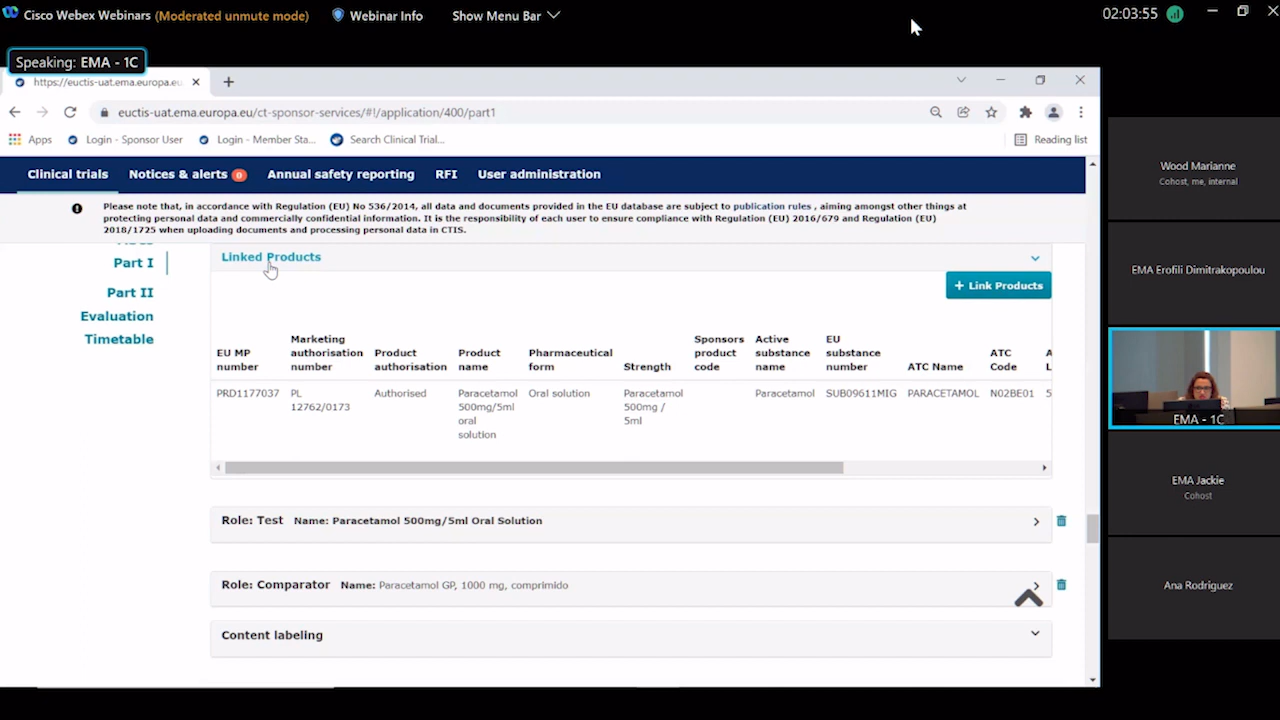 Cisco Webex Webinars (Moderated unmute mode) Webinar Info Show Menu Bar 02:03:55
Speaking: EMA - 1C
https://euctis-uat.ema.europa.eu
euctis-uat.ema.europa.eu/ct-sponsor-services/#!/application/400/part1
Apps Login - Sponsor User Login - Member Sta... Search Clinical Trial... Reading list
Clinical trials Notices & alerts 0 Annual safety reporting RFI User administration
Please note that, in accordance with Regulation (EU) No 536/2014, all data and documents provided in the EU database are subject to publication rules , aiming amongst other things at
protecting personal data and commercially confidential information. It is the responsibility of each user to ensure compliance with Regulation (EU) 2016/679 and Regulation (EU)
2018/1725 when uploading documents and processing personal data in CTIS.
Part I
Part II
Evaluation
Timetable
Linked Products
+ Link Products
EU MP number Marketing authorisation number Product authorisation Product name Pharmaceutical form Strength Sponsors product code Active substance name EU substance number ATC Name ATC Code
PRD1177037 PL 12762/0173 Authorised Paracetamol 500mg/5ml oral solution Oral solution Paracetamol 500mg / 5ml Paracetamol SUB09611MIG PARACETAMOL N02BE01 5
Role: Test Name: Paracetamol 500mg/5ml Oral Solution
Role: Comparator Name: Paracetamol GP, 1000 mg, comprimido
Content labeling
Wood Marianne
Cohost, me, internal
EMA Erofili Dimitrakopoulou
EMA - 1C
EMA Jackie
Cohost
Ana Rodriguez